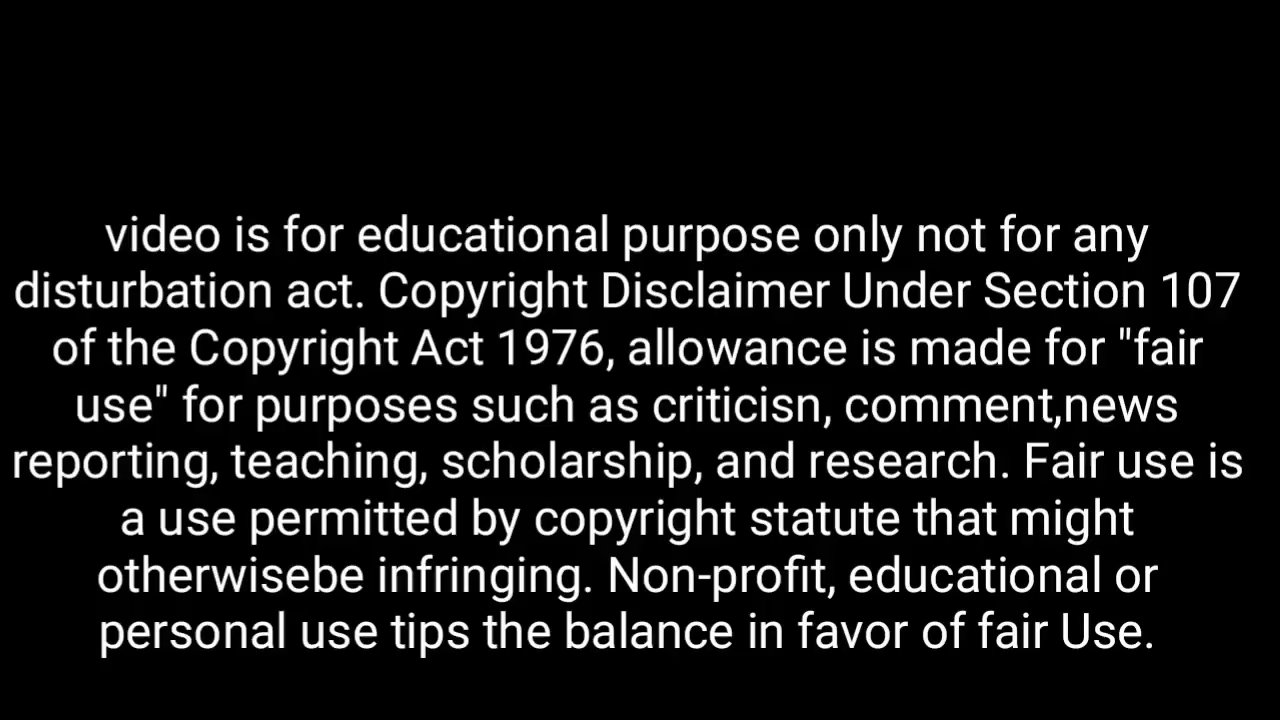 video is for educational purpose only not for any
disturbation act. Copyright Disclaimer Under Section 107
of the Copyright Act 1976, allowance is made for "fair
use" for purposes such as criticisn, comment,news
reporting, teaching, scholarship, and research. Fair use is
a use permitted by copyright statute that might
otherwisebe infringing. Non-profit, educational or
personal use tips the balance in favor of fair Use.